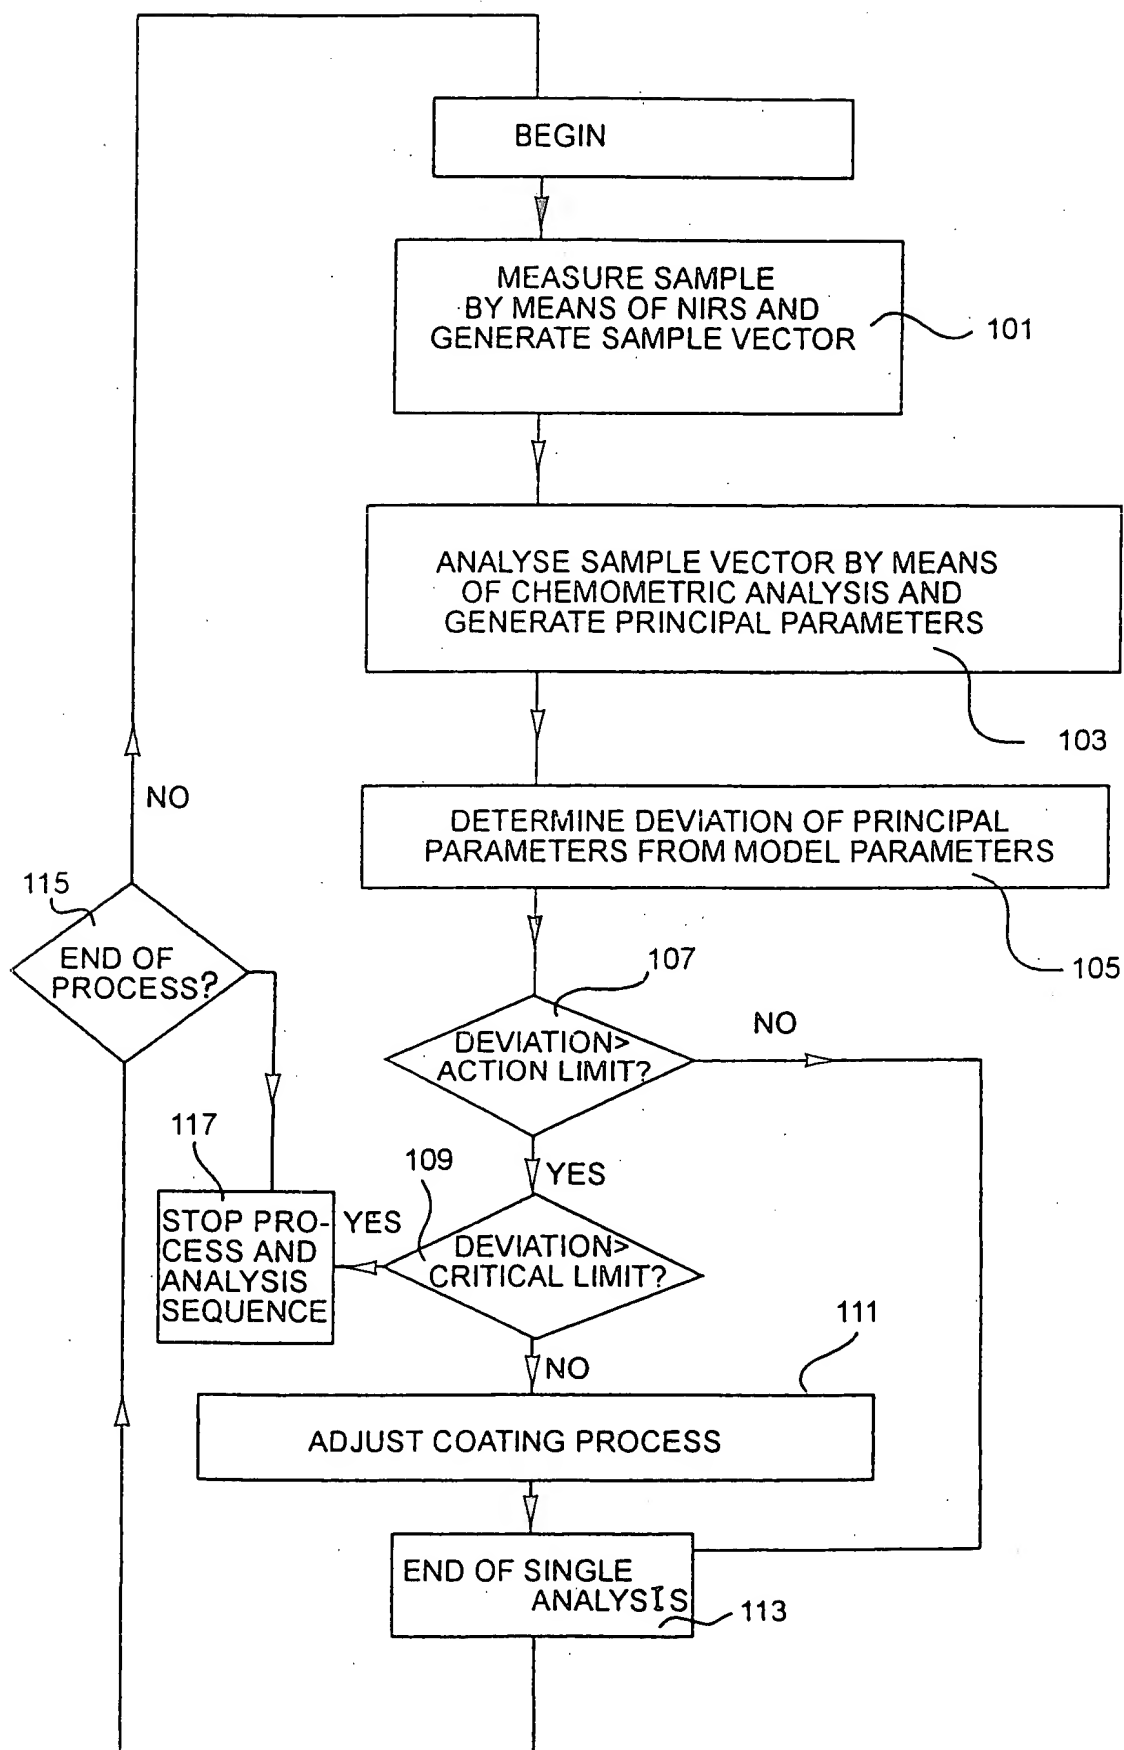 BEGIN
MEASURE SAMPLE
BY MEANS OF NIRS AND
GENERATE SAMPLE VECTOR
101
ANALYSE SAMPLE VECTOR BY MEANS
OF CHEMOMETRIC ANALYSIS AND
GENERATE PRINCIPAL PARAMETERS
103
NO
DETERMINE DEVIATION OF PRINCIPAL
PARAMETERS FROM MODEL PARAMETERS
105
115
END OF
PROCESS?
107
DEVIATION>
ACTION LIMIT?
NO
YES
117
STOP PRO-
CESS AND
ANALYSIS
SEQUENCE
YES
109
DEVIATION>
CRITICAL LIMIT?
NO
111
ADJUST COATING PROCESS
END OF SINGLE
ANALYSIS
113